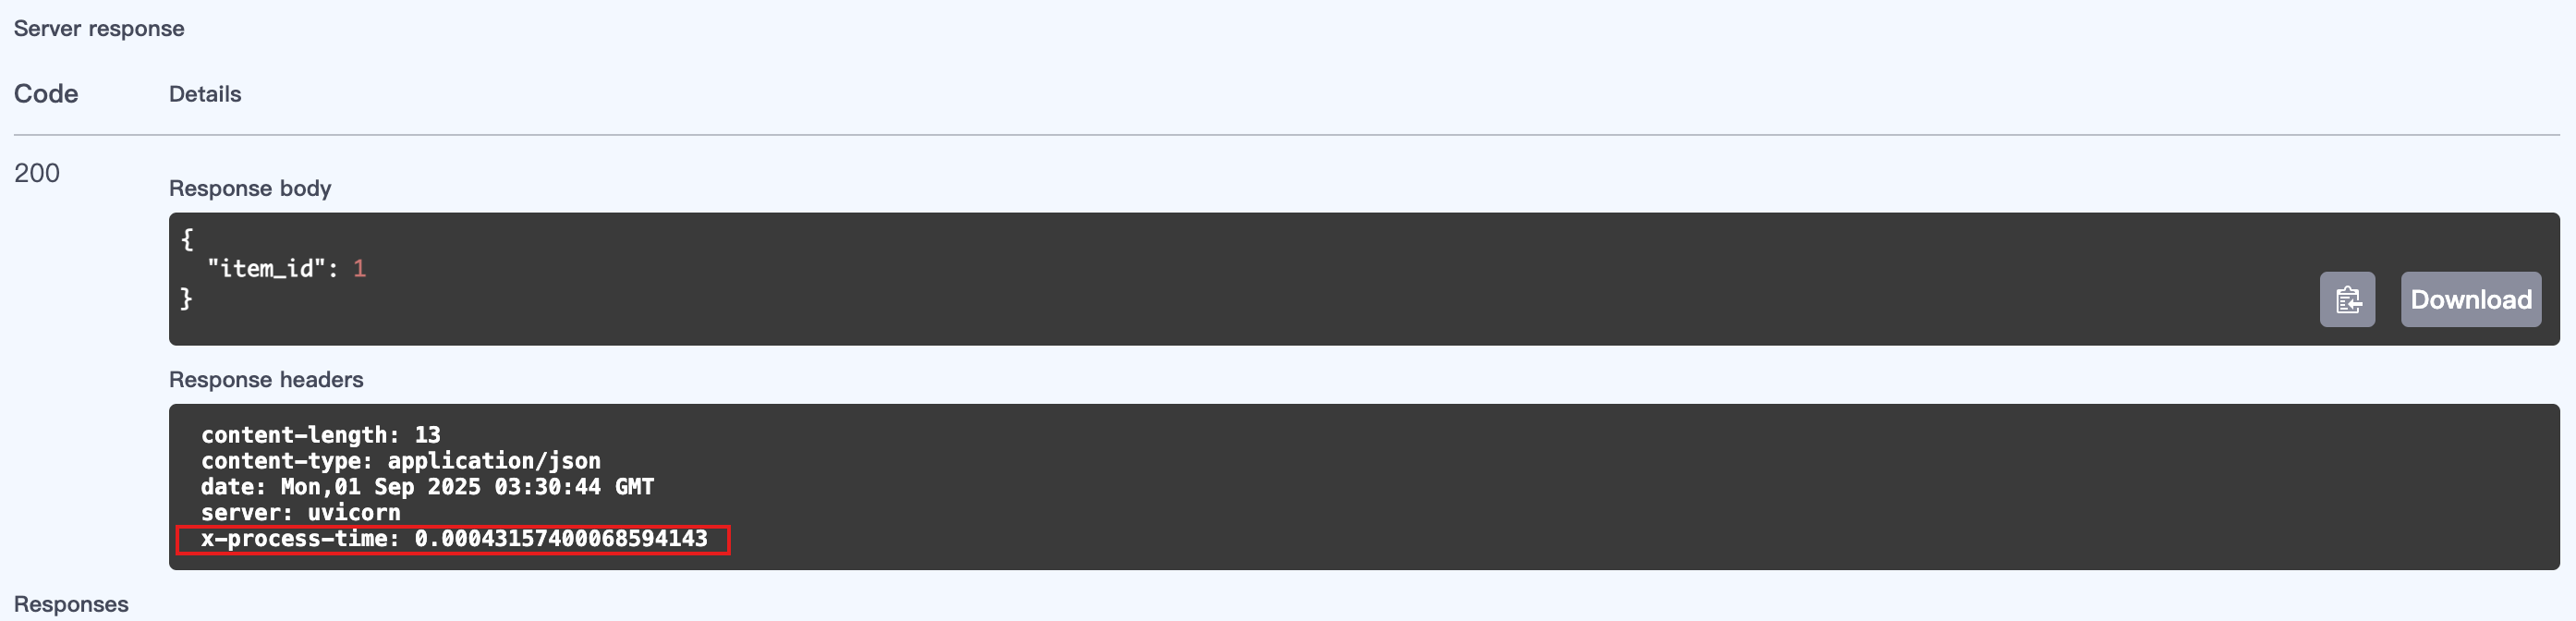 Server response
Code Details
200
Response body
{
"item_id": 1
}
Download
Response headers
content-length: 13
content-type: application/json
date: Mon,01 Sep 2025 03:30:44 GMT
server: uvicorn
x-process-time: 0.00043157400068594143
Responses